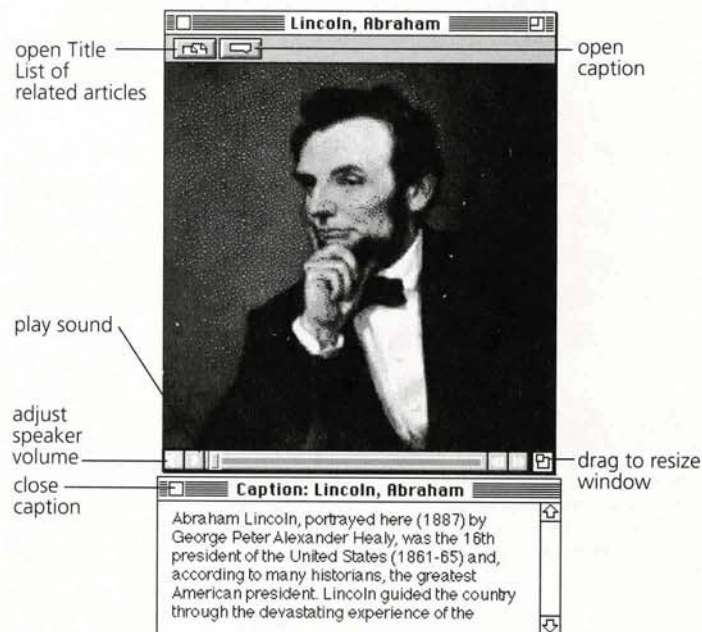 Lincoln, Abraham
open Title
List of
related articles
open
caption
play sound
adjust
speaker
volume
drag to resize
window
close
caption
Caption: Lincoln, Abraham
Abraham Lincoln, portrayed here (1887) by
George Peter Alexander Healy, was the 16th
president of the United States (1861-65) and,
according to many historians, the greatest
American president. Lincoln guided the country
through the devastating experience of the